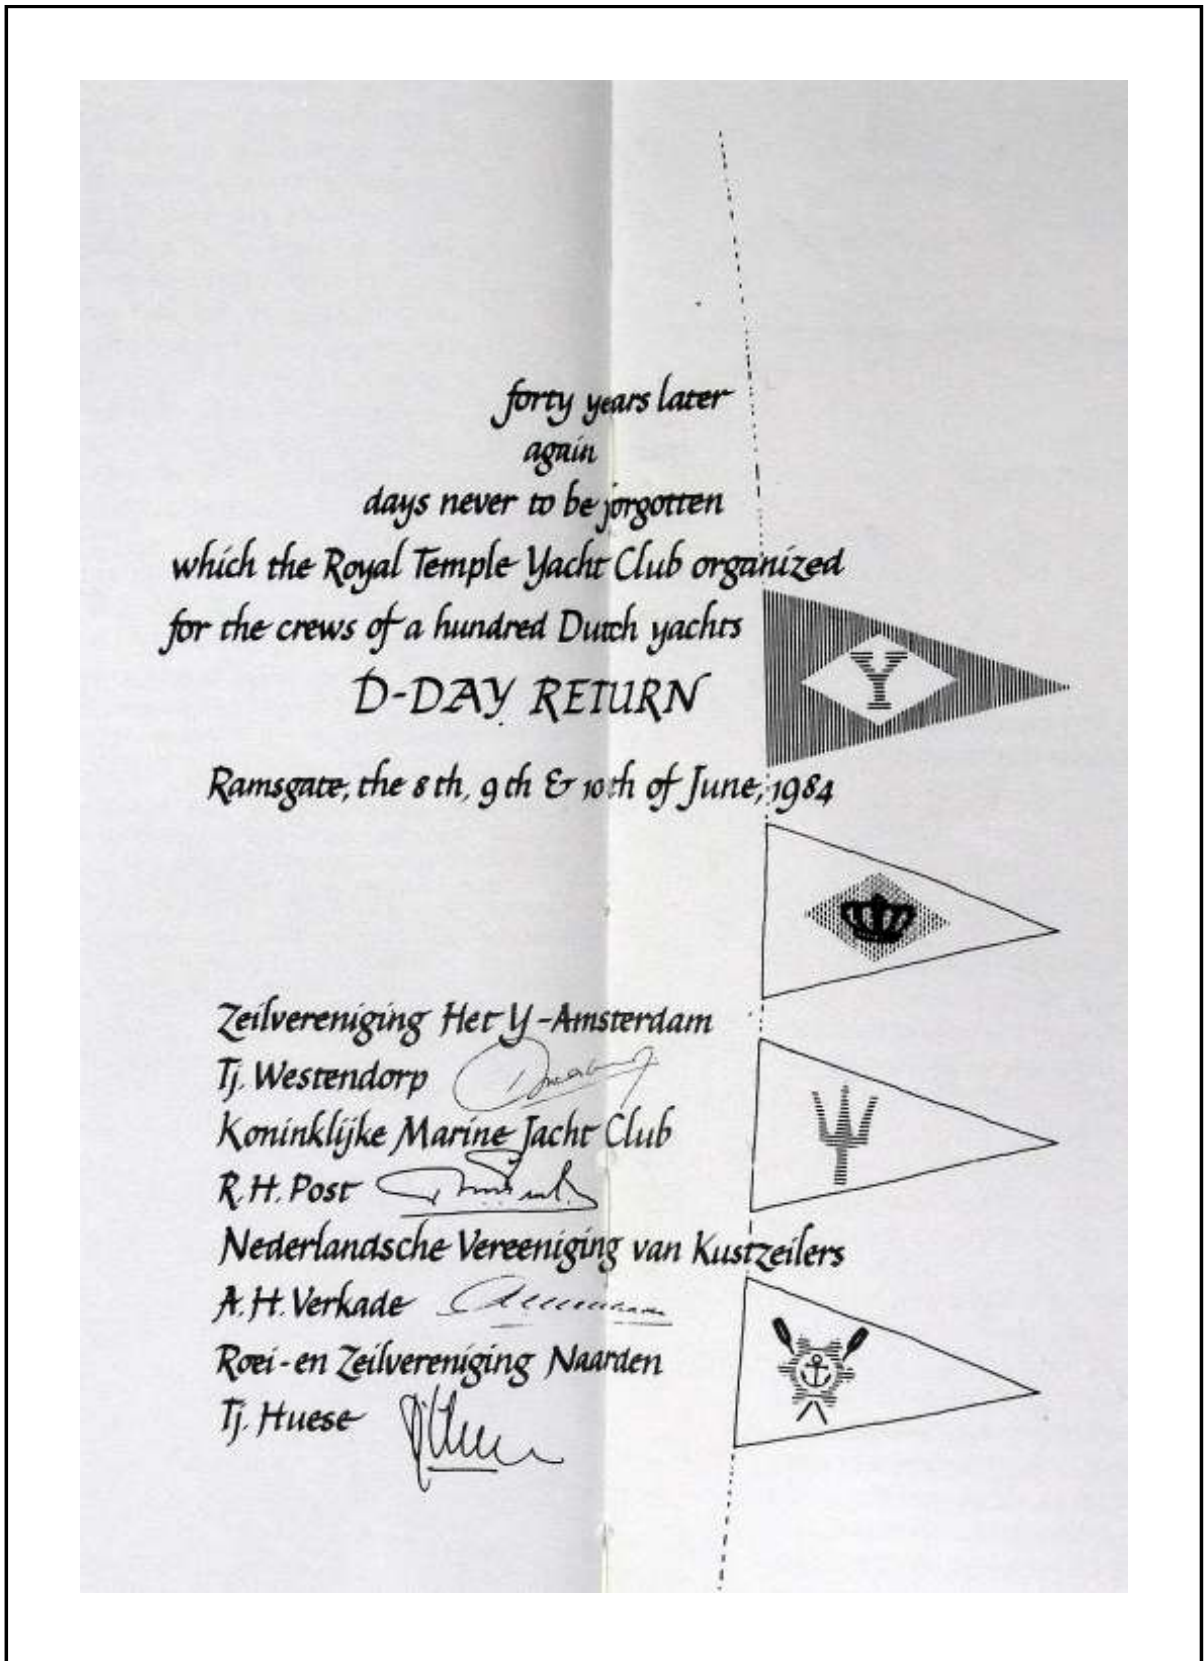 forty years later
again
days never to be forgotten
which the Royal Temple Yacht Club organized
for the crews of a hundred Dutch yachts
D-DAY RETURN
Y
Ramsgate, the 8th, 9th & 10th of June, 1984
Zeilvereniging Het Y-Amsterdam
Tj. Westendorp
Koninklijke Marine Jacht Club
R.H. Post
Nederlandsche Vereeniging van Kustzeilers
A.H. Verkade
Roei- en Zeilvereniging Naarden
Tj. Huese